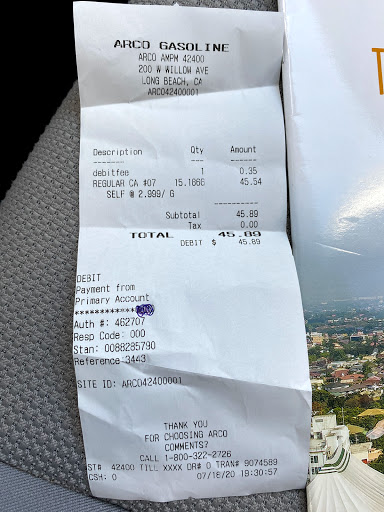 ARCO GASOLINE
ARCO AMPM 42400
200 W WILLOW AVE
LONG BEACH, CA
ARCO42400001
Description Qty Amount
debitfee 1 0.35
REGULAR CA #07 15.1666 45.54
SELF @ 2.999/ G
Subtotal 45.89
Tax 0.00
TOTAL 45.89
DEBIT $ 45.89
DEBIT
Payment from
Primary Account
Auth #: 462707
Resp Code: 000
Stan: 0088285790
Reference:3443
SITE ID: ARCO42400001
THANK YOU
FOR CHOOSING ARCO
COMMENTS?
CALL 1-800-322-2726
ST# 42400 TILL XXXX DR# 0 TRAN# 9074589
CSH: 0 07/16/20 19:30:57